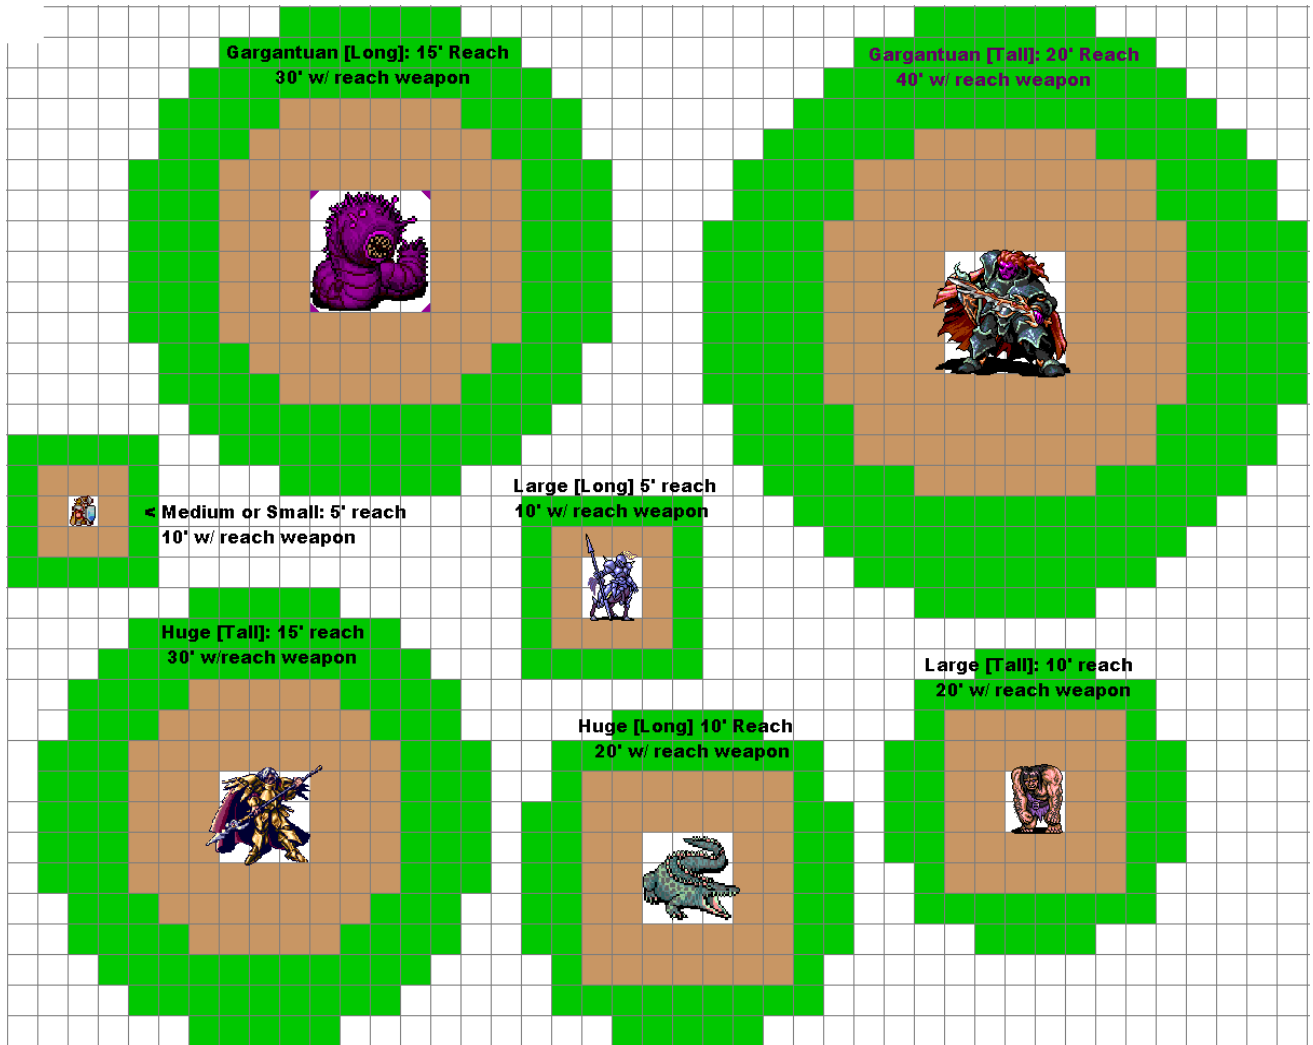 Gargantuan [Long]: 15' Reach
30' w/ reach weapon
Gargantuan [Tall]: 20' Reach
40' w/ reach weapon
Large [Long] 5' reach
10' w/ reach weapon
< Medium or Small: 5' reach
10' w/ reach weapon
Huge [Tall]: 15' reach
30' w/reach weapon
Large [Tall]: 10' reach
20' w/ reach weapon
Huge [Long] 10' Reach
20' w/ reach weapon